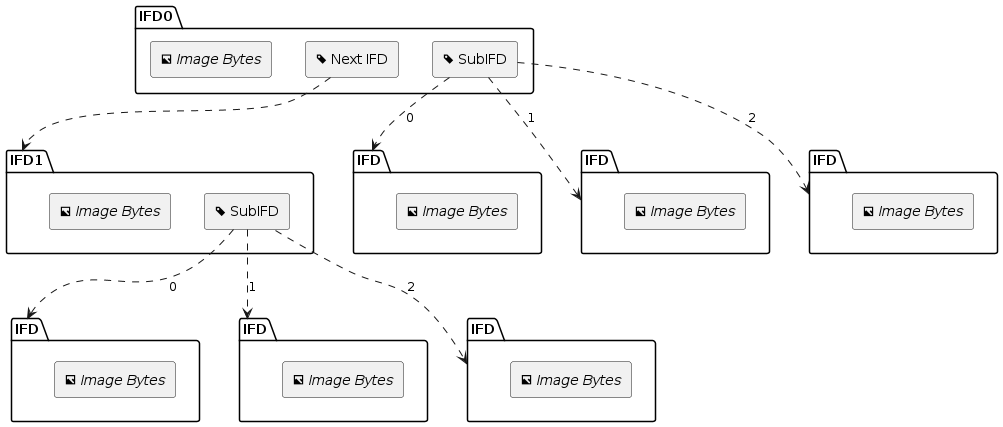 IFD0
Image Bytes
Next IFD
SubIFD
0
1
2
IFD1
IFD
IFD
IFD
Image Bytes
SubIFD
Image Bytes
Image Bytes
Image Bytes
0
1
2
IFD
IFD
IFD
Image Bytes
Image Bytes
Image Bytes